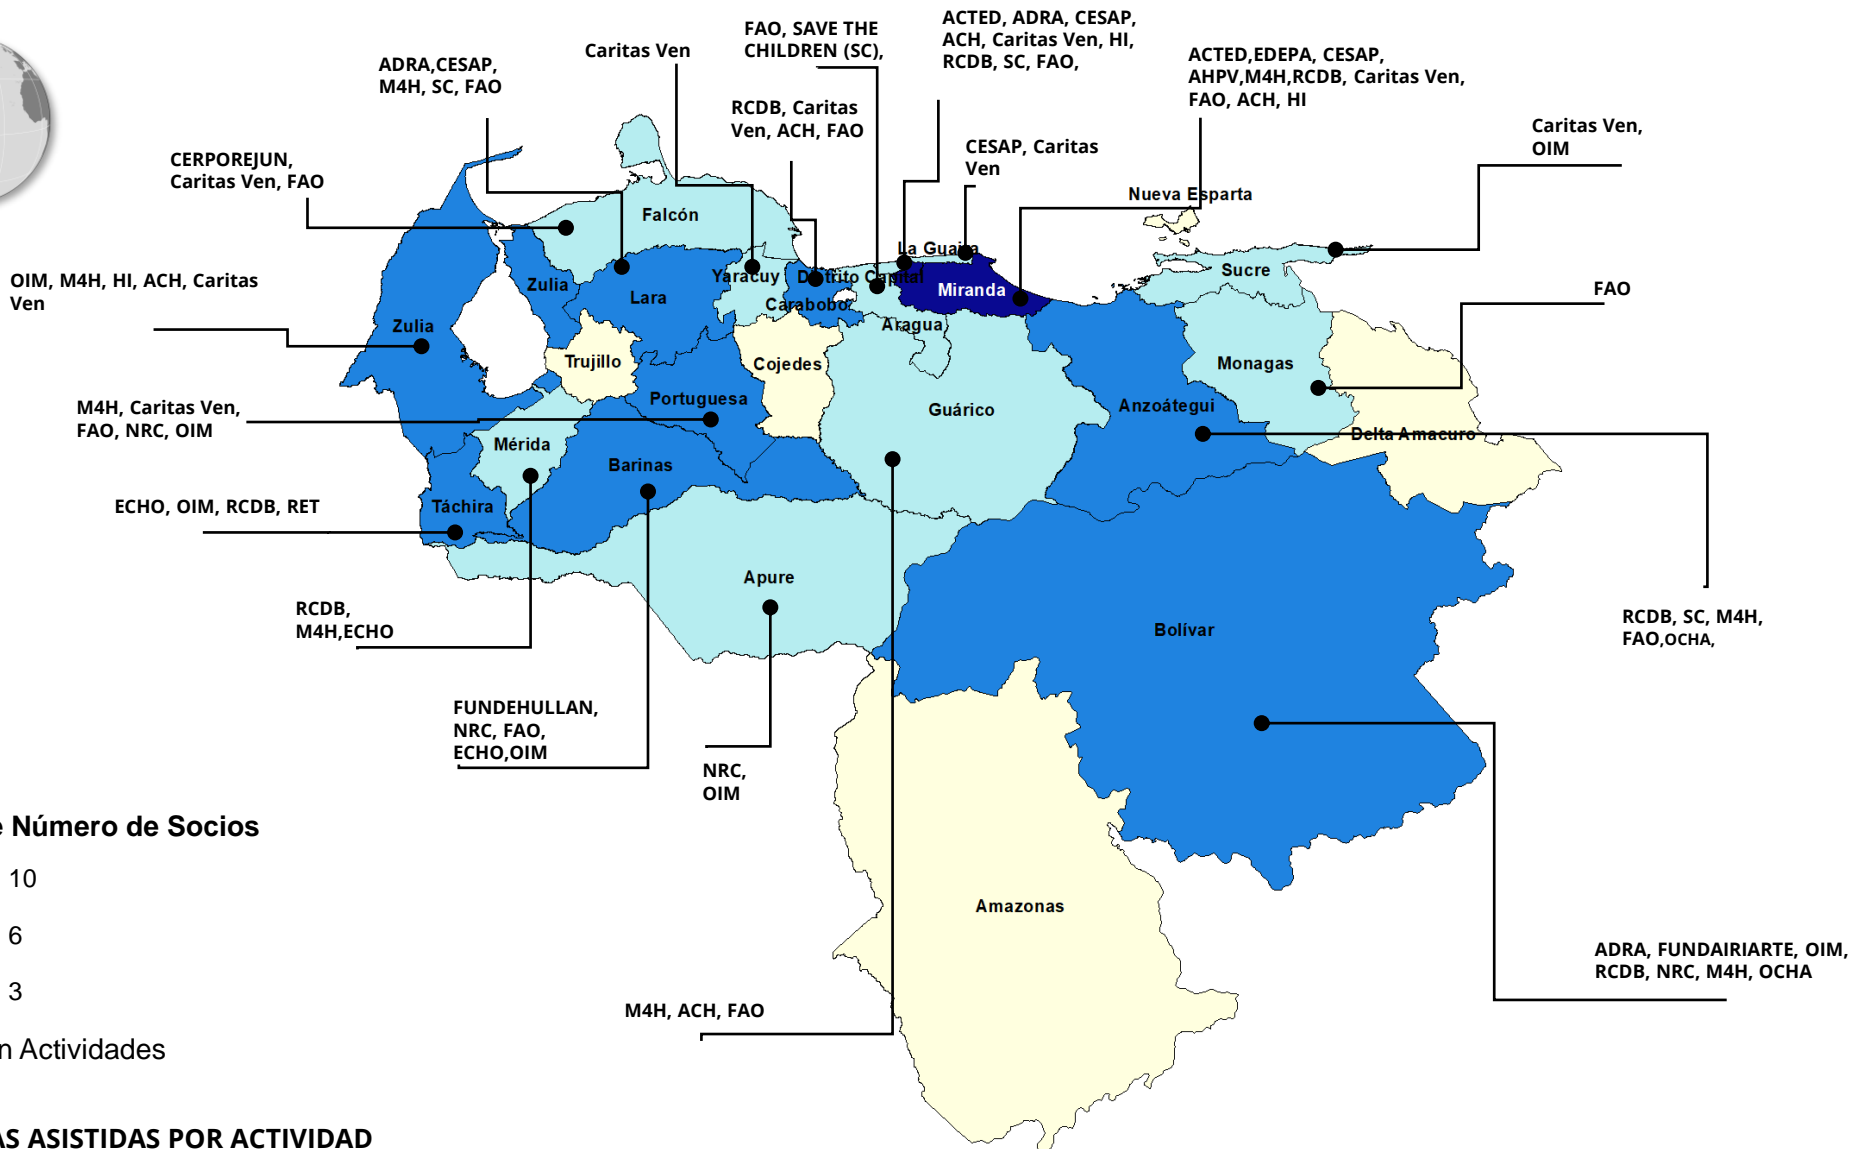 FAO, SAVE THE
CHILDREN (SC),
ACTED, ADRA, CESAP,
ACH, Caritas Ven, HI,
RCDB, SC, FAO,
Caritas Ven
ACTED,EDEPA, CESAP,
AHPV,M4H,RCDB, Caritas Ven,
FAO, ACH, HI
ADRA,CESAP,
M4H, SC, FAO
RCDB, Caritas
Ven, ACH, FAO
Caritas Ven,
OIM
CESAP, Caritas
Ven
CERPOREJUN,
Caritas Ven, FAO
Nueva Esparta
Falcón
La Guaira
OIM, M4H, HI, ACH, Caritas
Ven
Zulia
Yaracuy
Distrito Capital
Sucre
Lara
Miranda
FAO
Carabobo
Zulia
Aragua
Trujillo
Cojedes
Monagas
M4H, Caritas Ven,
FAO, NRC, OIM
Portuguesa
Guárico
Anzoátegui
Mérida
Delta Amacuro
Barinas
ECHO, OIM, RCDB, RET
Táchira
Apure
RCDB,
M4H,ECHO
Bolívar
RCDB, SC, M4H,
FAO,OCHA,
FUNDEHULLAN,
NRC, FAO,
ECHO,OIM
NRC,
OIM
e Número de Socios
10
6
3
n Actividades
Amazonas
ADRA, FUNDAIRIARTE, OIM,
RCDB, NRC, M4H, OCHA
M4H, ACH, FAO
AS ASISTIDAS POR ACTIVIDAD